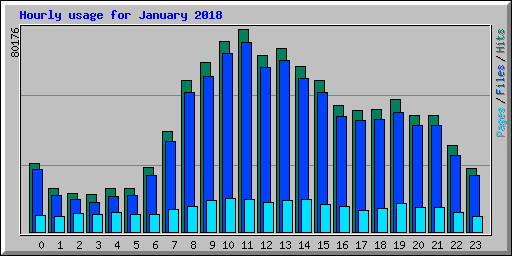 Hourly usage for January 2018
80176
Pages / Files / Hits
0 1 2 3 4 5 6 7 8 9 10 11 12 13 14 15 16 17 18 19 20 21 22 23